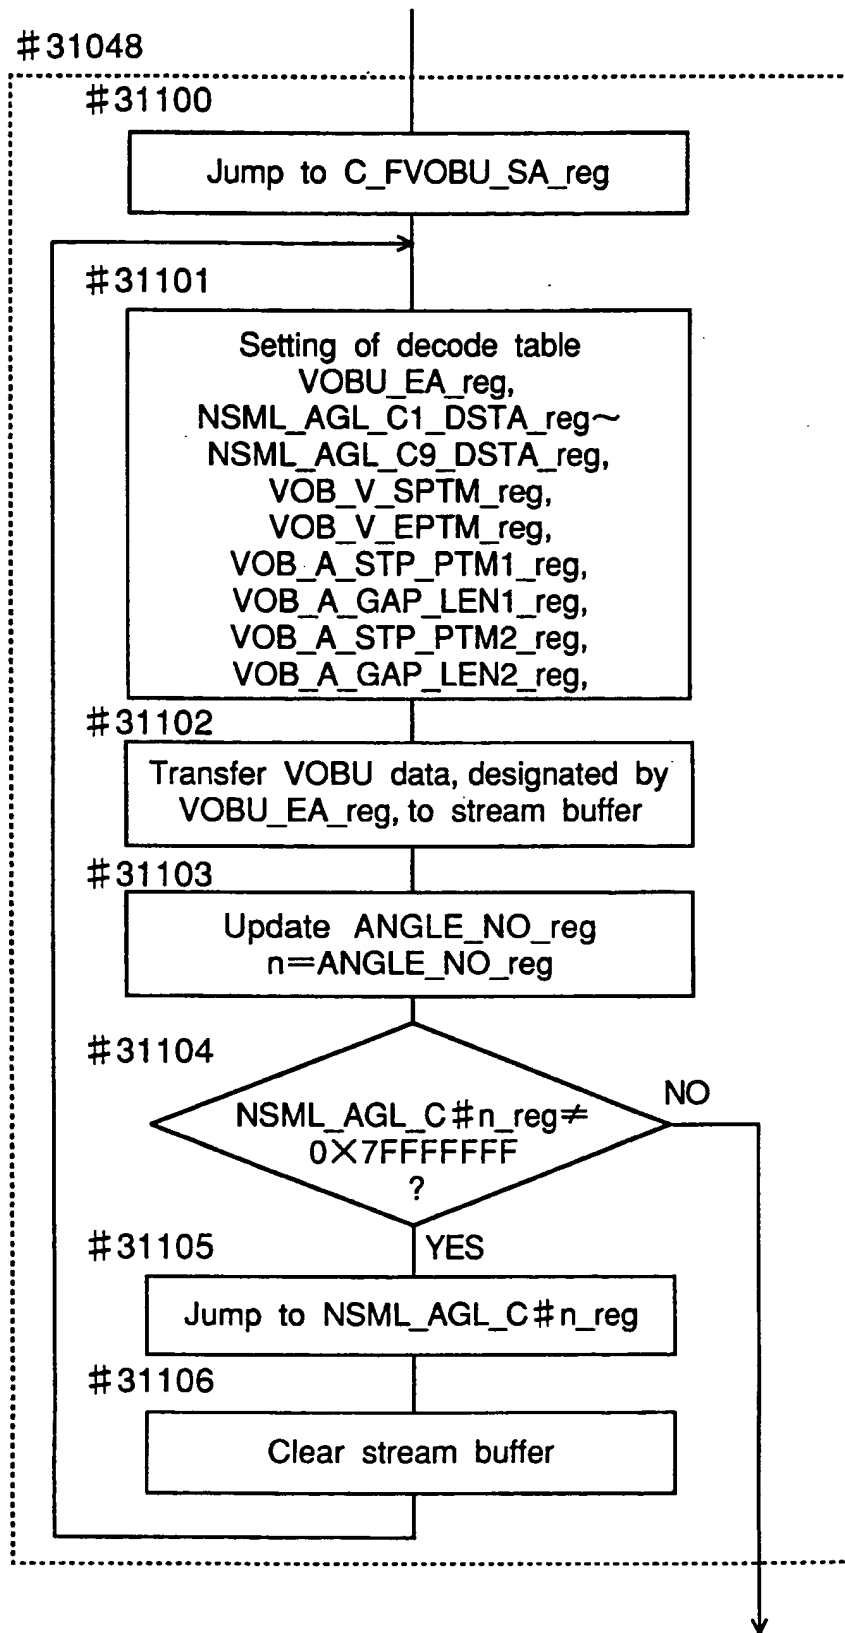 #31048
#31100
Jump to C_FVOBU_SA_reg
#31101
Setting of decode table
VOBU_EA_reg,
NSML_AGL_C1_DSTA_reg~
NSML_AGL_C9_DSTA_reg,
VOB_V_SPTM_reg,
VOB_V_EPTM_reg,
VOB_A_STP_PTM1_reg,
VOB_A_GAP_LEN1_reg,
VOB_A_STP_PTM2_reg,
VOB_A_GAP_LEN2_reg,
#31102
Transfer VOBU data, designated by
VOBU_EA_reg, to stream buffer
#31103
Update ANGLE_NO_reg
n=ANGLE_NO_reg
#31104
NO
NSML_AGL_C#n_reg≠
0×7FFFFFFF
?
#31105
YES
Jump to NSML_AGL_C#n_reg
#31106
Clear stream buffer